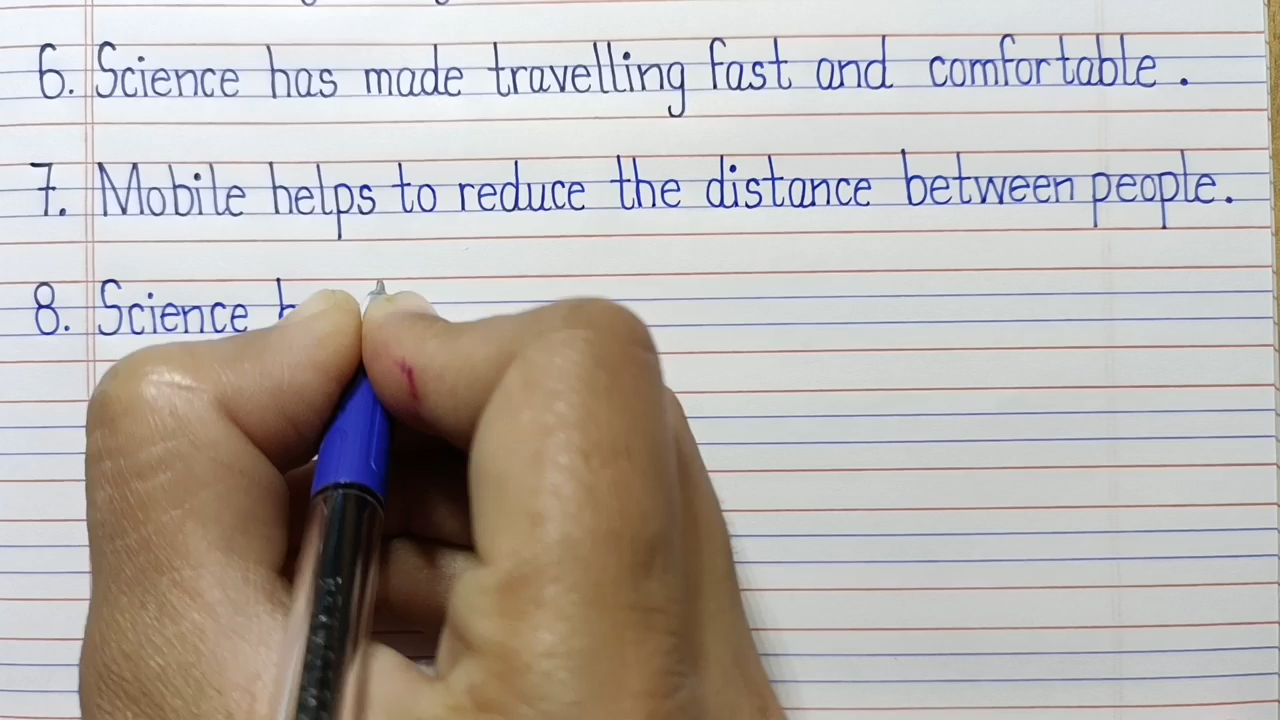 6. Science has made travelling fast and comfortable.
7. Mobile helps to reduce the distance between people.
8. Science